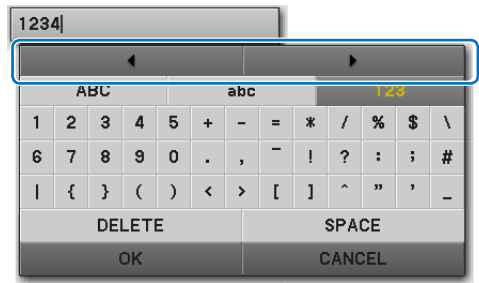 1234
◀ ▶
ABC abc 123
1 2 3 4 5 + - = * / % $ \
6 7 8 9 0 . , ¯ ! ? : ; #
| { } ( ) < > [ ] ^ " ' _
DELETE SPACE
OK CANCEL